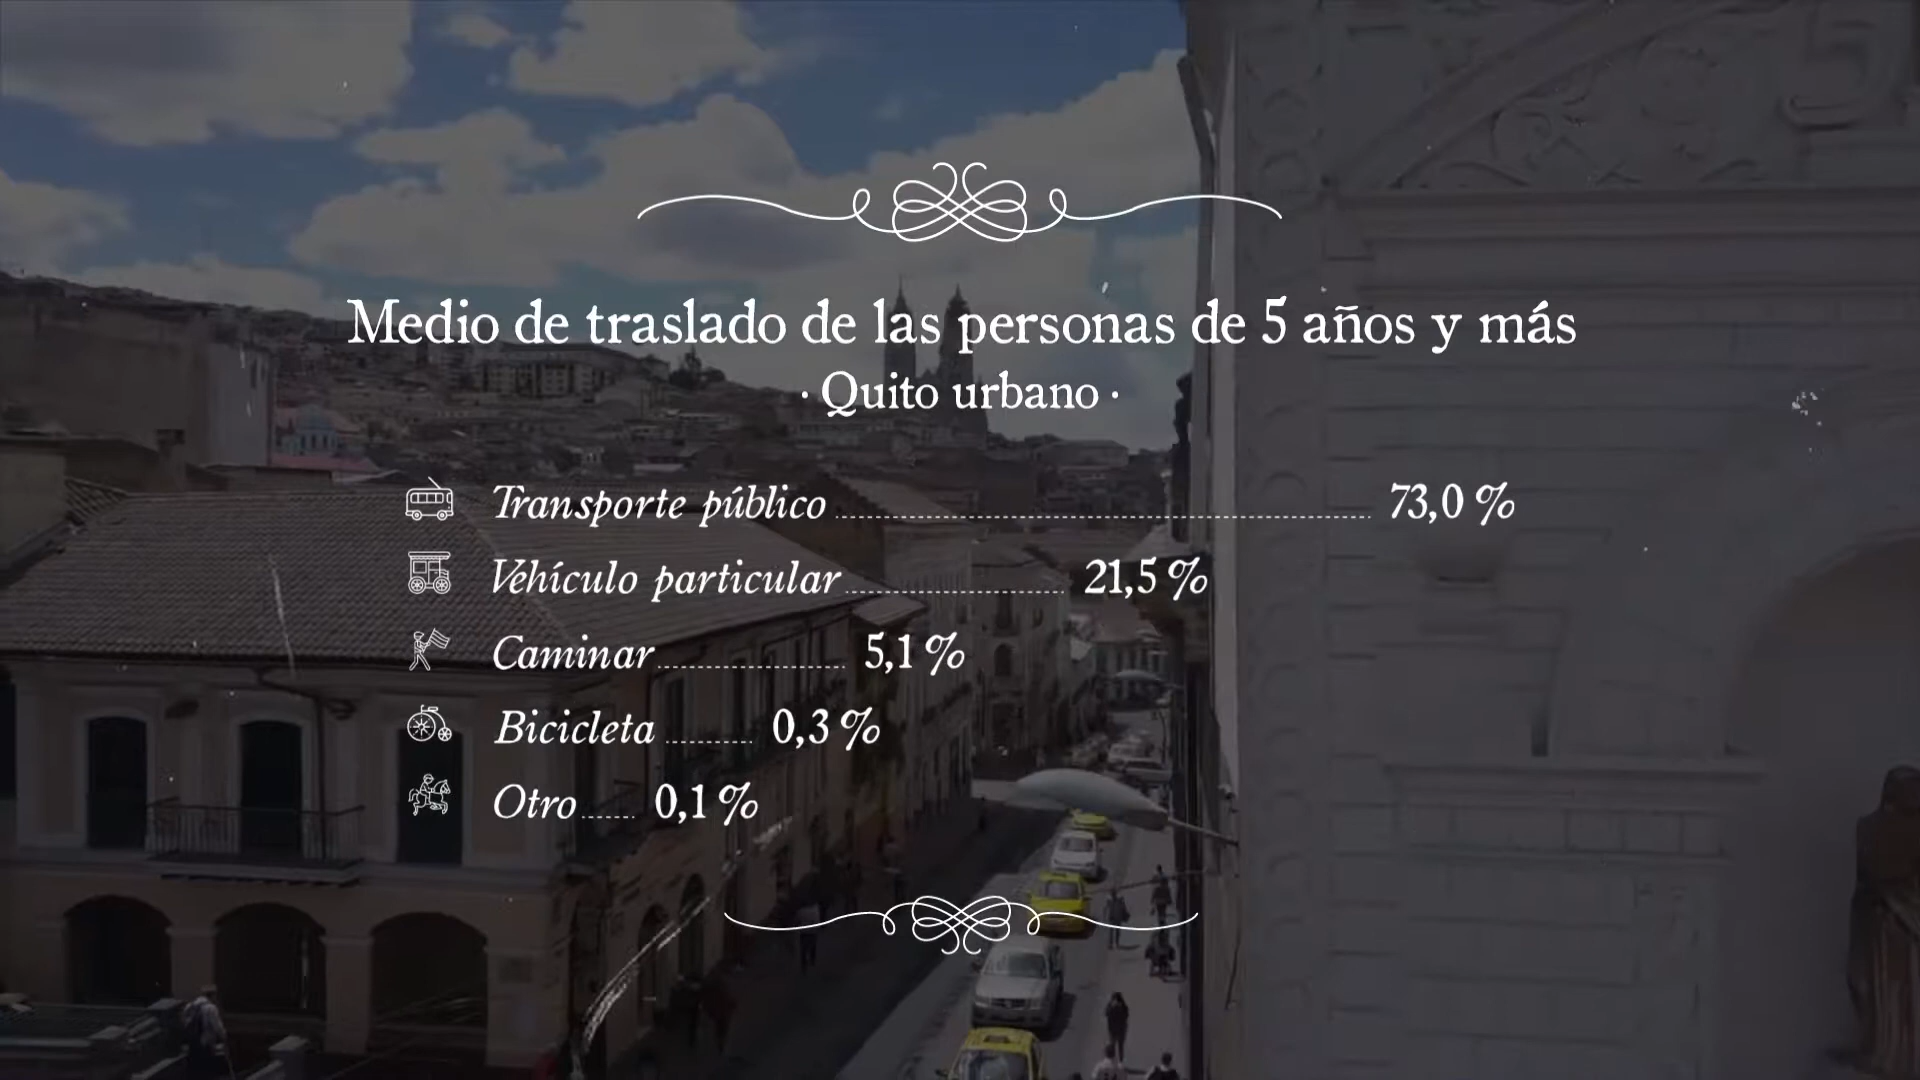 Medio de traslado de las personas de 5 años y más
· Quito urbano ·
Transporte público 73,0 %
Vehículo particular 21,5 %
Caminar 5,1 %
Bicicleta 0,3 %
Otro 0,1 %